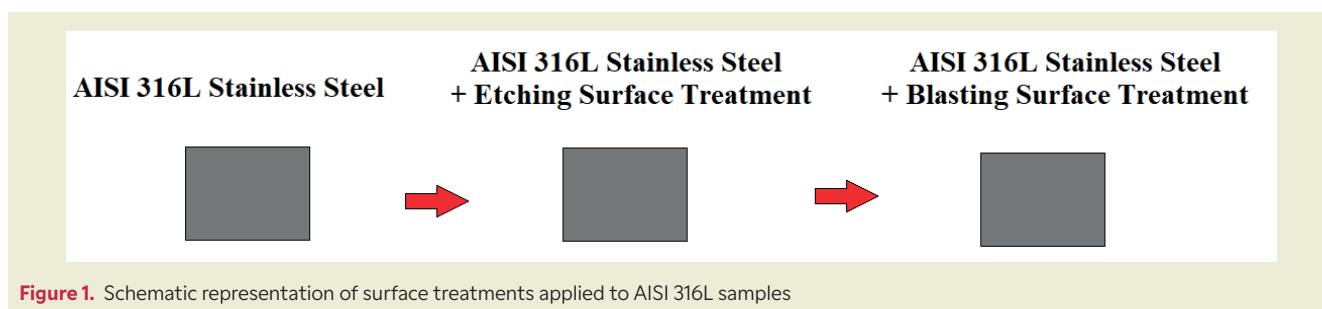 AISI 316L Stainless Steel
AISI 316L Stainless Steel
+ Etching Surface Treatment
AISI 316L Stainless Steel
+ Blasting Surface Treatment
Figure 1. Schematic representation of surface treatments applied to AISI 316L samples